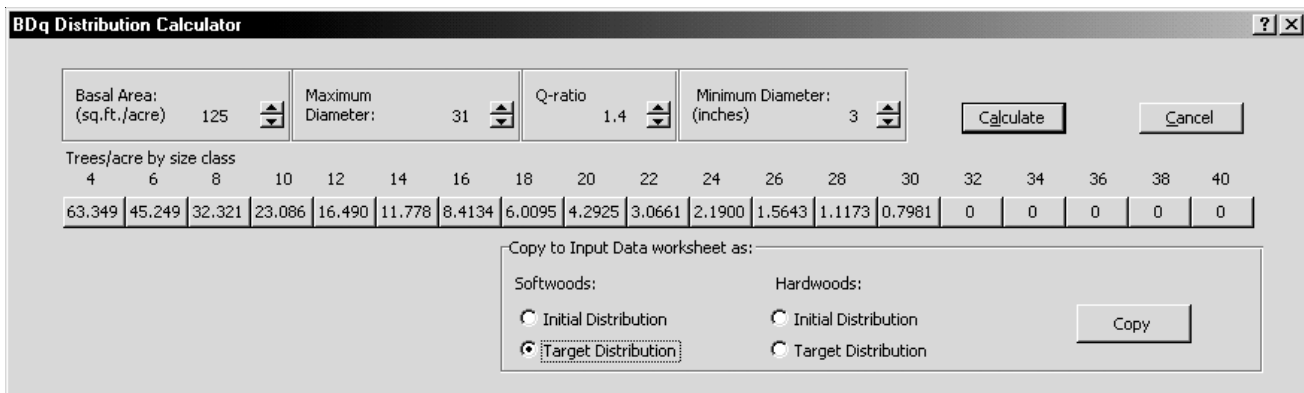 BDq Distribution Calculator
Basal Area: (sq.ft./acre) 125
Maximum Diameter: 31
Q-ratio 1.4
Minimum Diameter: (inches) 3
Calculate
Cancel
Trees/acre by size class
4 6 8 10 12 14 16 18 20 22 24 26 28 30 32 34 36 38 40
63.349 45.249 32.321 23.086 16.490 11.778 8.4134 6.0095 4.2925 3.0661 2.1900 1.5643 1.1173 0.7981 0 0 0 0 0
Copy to Input Data worksheet as:
Softwoods: Hardwoods:
Initial Distribution Initial Distribution
Copy
Target Distribution Target Distribution